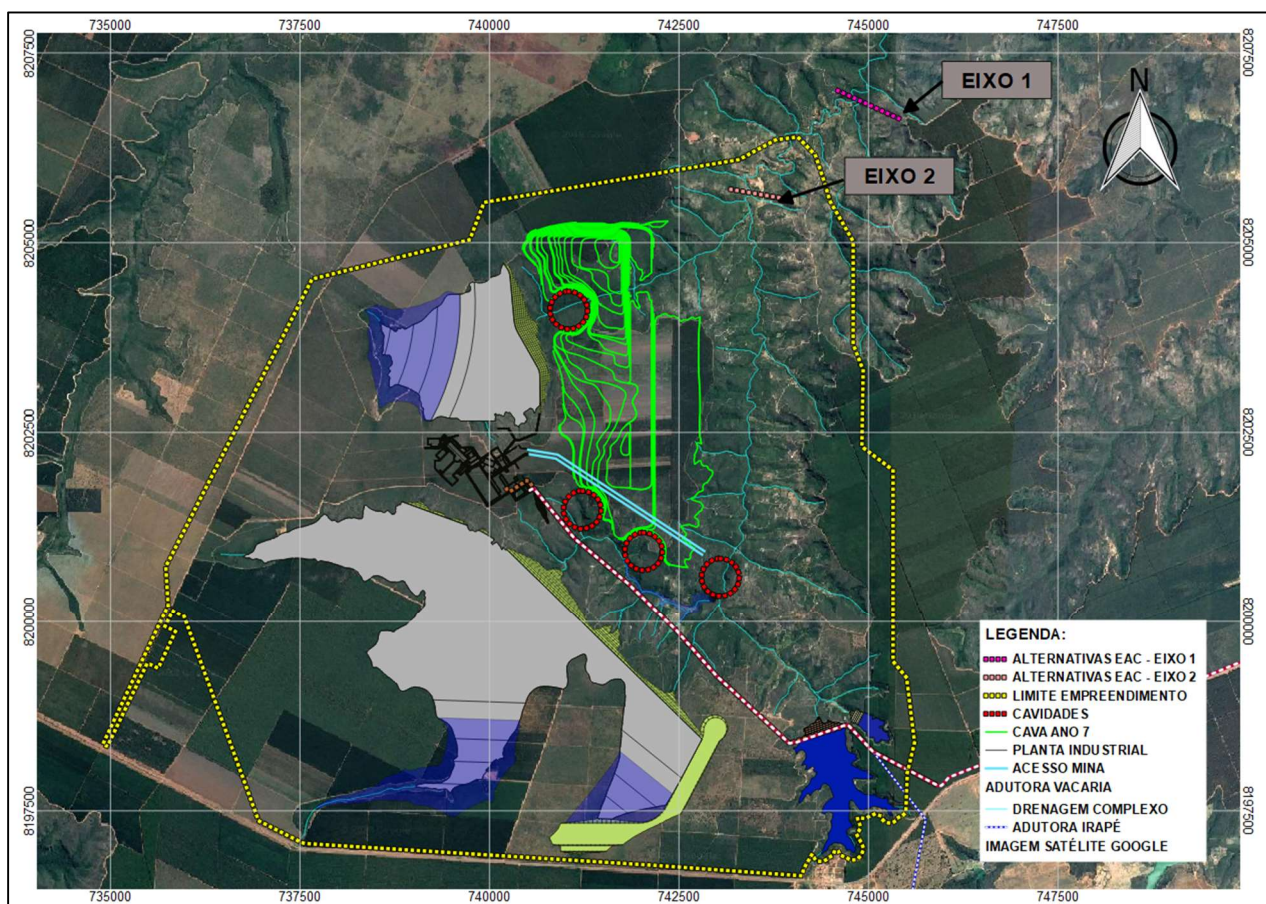 735000 737500 740000 742500 745000 747500
8207500 8207500
EIXO 1
N
EIXO 2
8205000 8205000
8202500 8202500
8200000 8200000
LEGENDA:
ALTERNATIVAS EAC - EIXO 1
ALTERNATIVAS EAC - EIXO 2
LIMITE EMPREENDIMENTO
CAVIDADES
CAVA ANO 7
PLANTA INDUSTRIAL
ACESSO MINA
ADUTORA VACARIA
DRENAGEM COMPLEXO
ADUTORA IRAPÉ
IMAGEM SATÉLITE GOOGLE
8197500 8197500
735000 737500 740000 742500 745000 747500